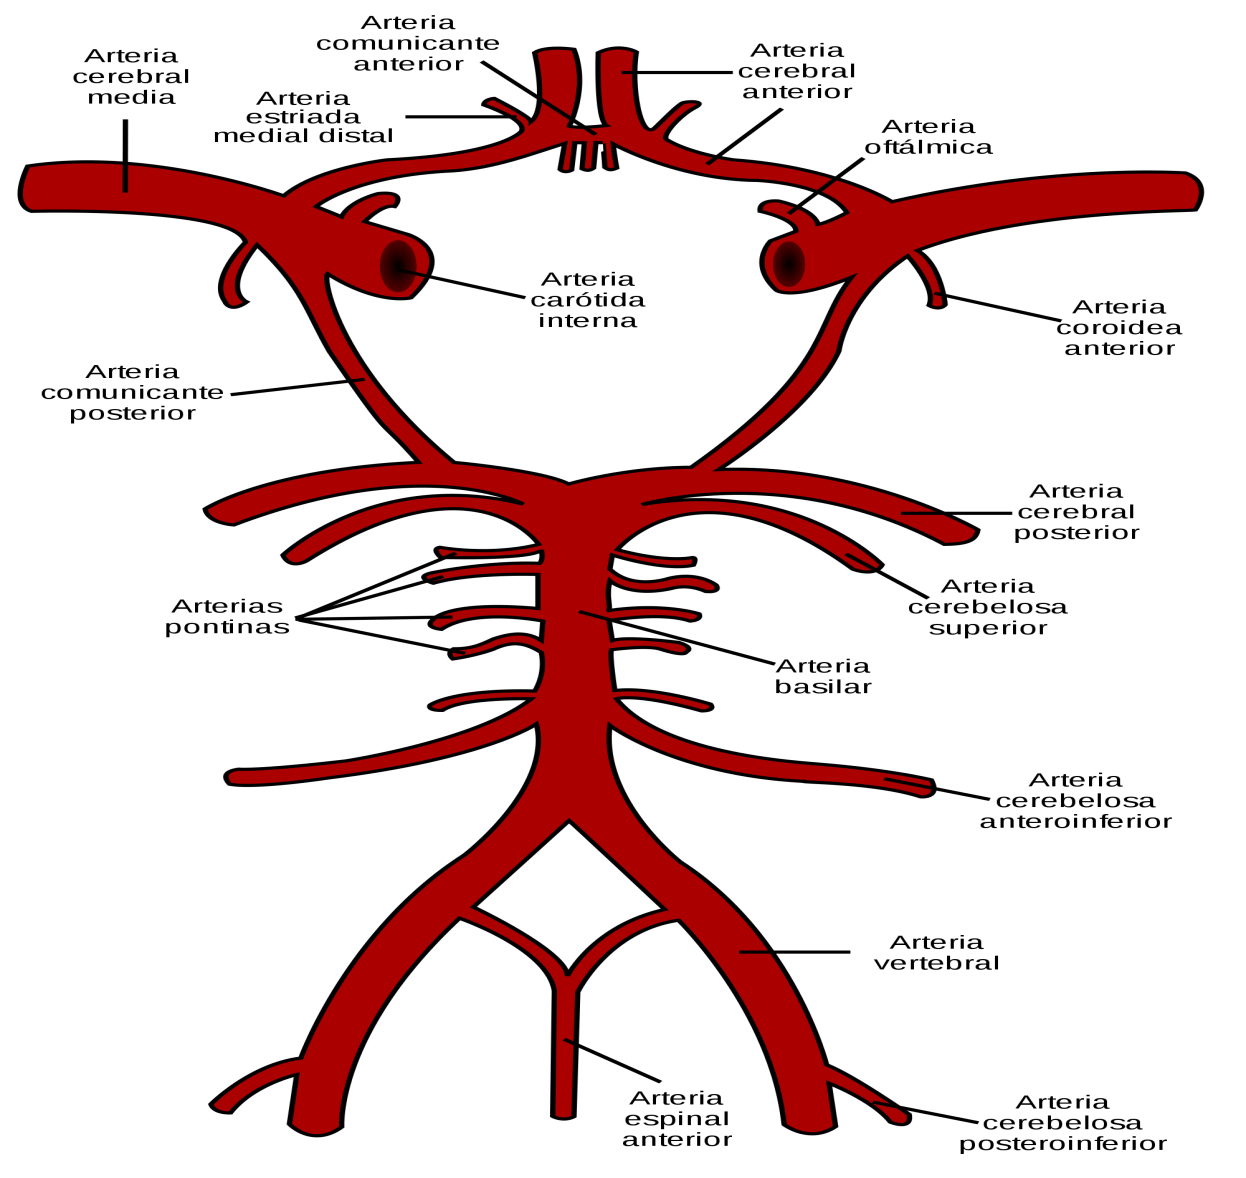 Arteria
comunicante
anterior
Arteria
cerebral
media
Arteria
estriada
medial distal
Arteria
cerebral
anterior
Arteria
oftálmica
Arteria
carótida
interna
Arteria
coroidea
anterior
Arteria
comunicante
posterior
Arteria
cerebral
posterior
Arteria
cerebelosa
superior
Arterias
pontinas
Arteria
basilar
Arteria
cerebelosa
anteroinferior
Arteria
vertebral
Arteria
espinal
anterior
Arteria
cerebelosa
posteroinferior